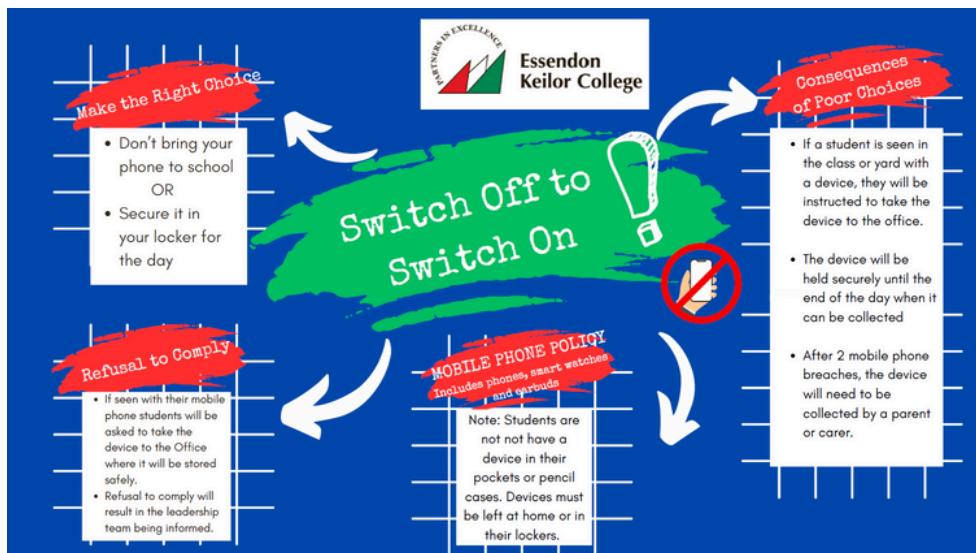 PARTNERS IN EXCELLENCE
Essendon
Keilor College
Make the Right Choice
• Don't bring your
phone to school
OR
• Secure it in
your locker for
the day
Switch Off to
Switch On
!
Consequences
of Poor Choices
• If a student is seen in
the class or yard with
a device, they will be
instructed to take the
device to the office.
• The device will be
held securely until the
end of the day when it
can be collected
• After 2 mobile phone
breaches, the device
will need to be
collected by a parent
or carer.
Refusal to Comply
• If seen with their mobile
phone students will be
asked to take the
device to the Office
where it will be stored
safely.
• Refusal to comply will
result in the leadership
team being informed.
MOBILE PHONE POLICY
Includes phones, smart watches
and earbuds
Note: Students are
not not have a
device in their
pockets or pencil
cases. Devices must
be left at home or in
their lockers.